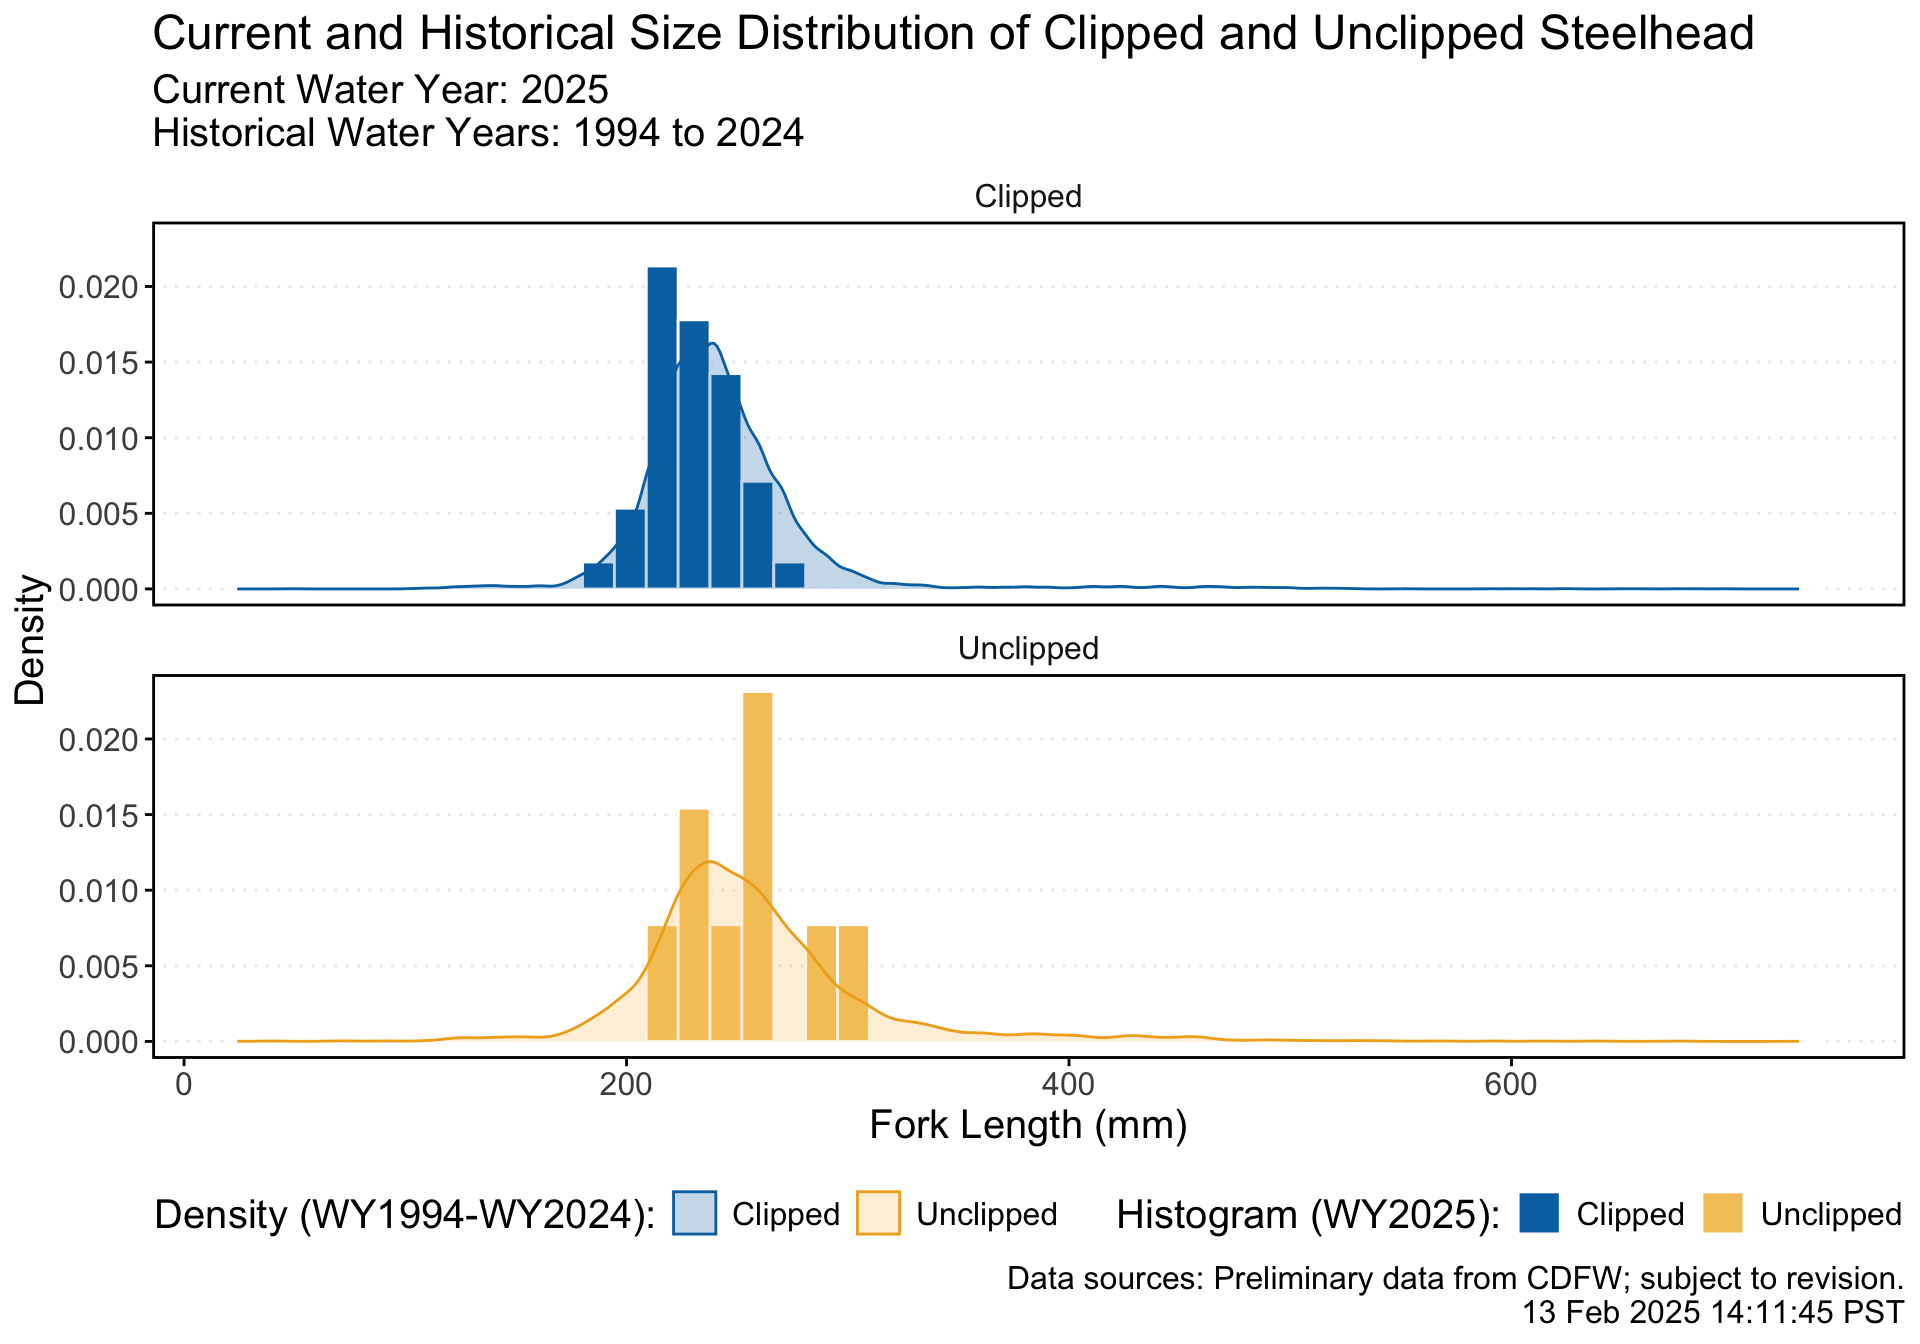 Current and Historical Size Distribution of Clipped and Unclipped Steelhead
Current Water Year: 2025
Historical Water Years: 1994 to 2024
Clipped
0.020
0.015
0.010
0.005
0.000
Density
Unclipped
0.020
0.015
0.010
0.005
0.000
0 200 400 600
Fork Length (mm)
Density (WY1994-WY2024): Clipped Unclipped Histogram (WY2025): Clipped Unclipped
Data sources: Preliminary data from CDFW; subject to revision.
13 Feb 2025 14:11:45 PST